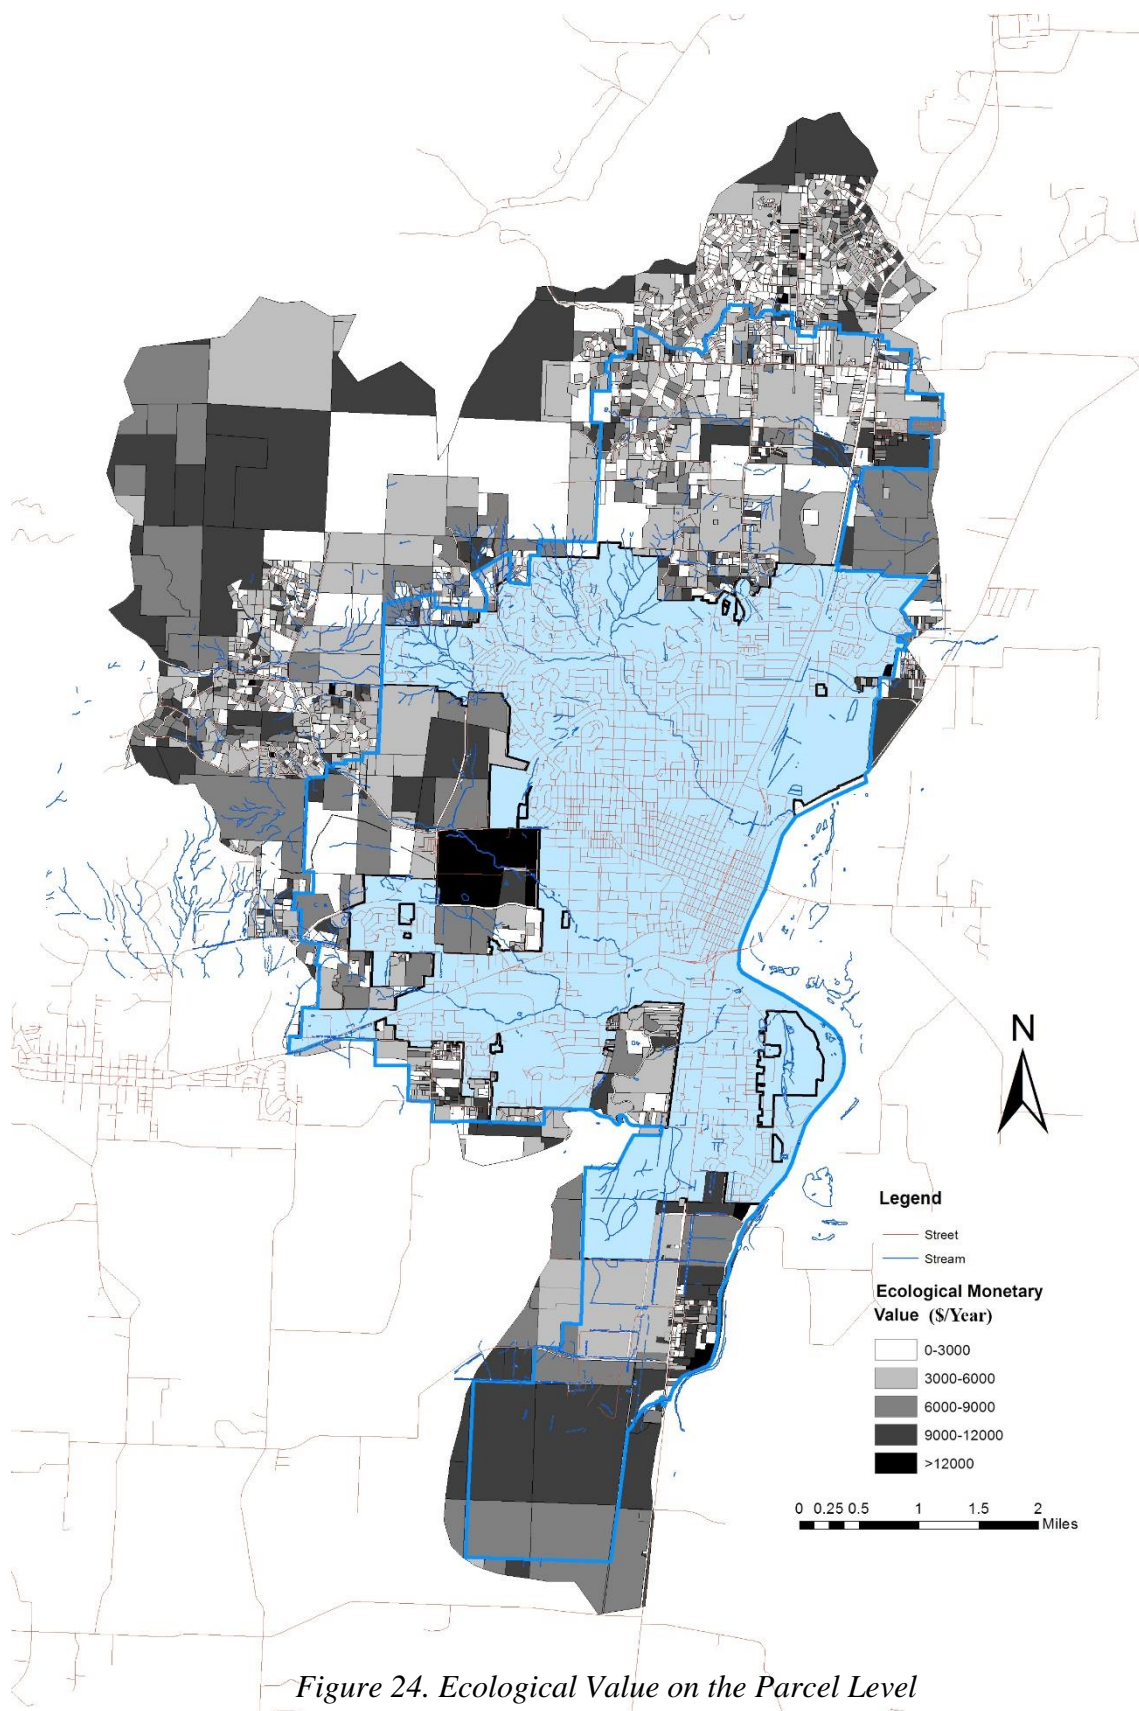 N
Legend
Street
Stream
Ecological Monetary
Value ($/Year)
0-3000
3000-6000
6000-9000
9000-12000
>12000
0 0.25 0.5 1 1.5 2
Miles
Figure 24. Ecological Value on the Parcel Level